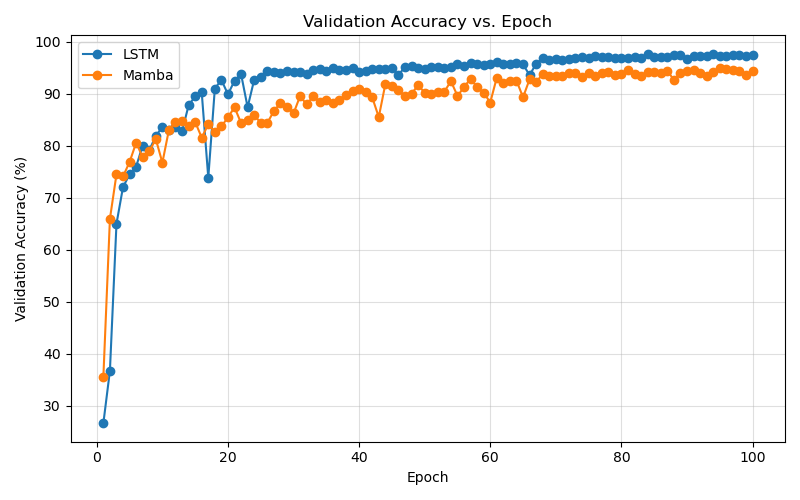 Validation Accuracy vs. Epoch
LSTM
Mamba
Validation Accuracy (%)
100
90
80
70
60
50
40
30
0 20 40 60 80 100
Epoch